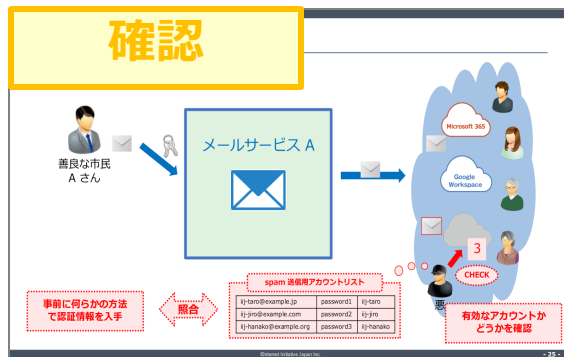 確認
善良な市民
A さん
メールサービス A
Microsoft 365
Google
Workspace
3
CHECK
悪
有効なアカウントか
どうかを確認
事前に何らかの方法
で認証情報を入手
照合
spam 送信用アカウントリスト
iij-taro@example.jp password1 iij-taro
iij-jiro@example.com password2 iij-jiro
iij-hanako@example.org password3 iij-hanako
©Internet Initiative Japan Inc.
- 25 -